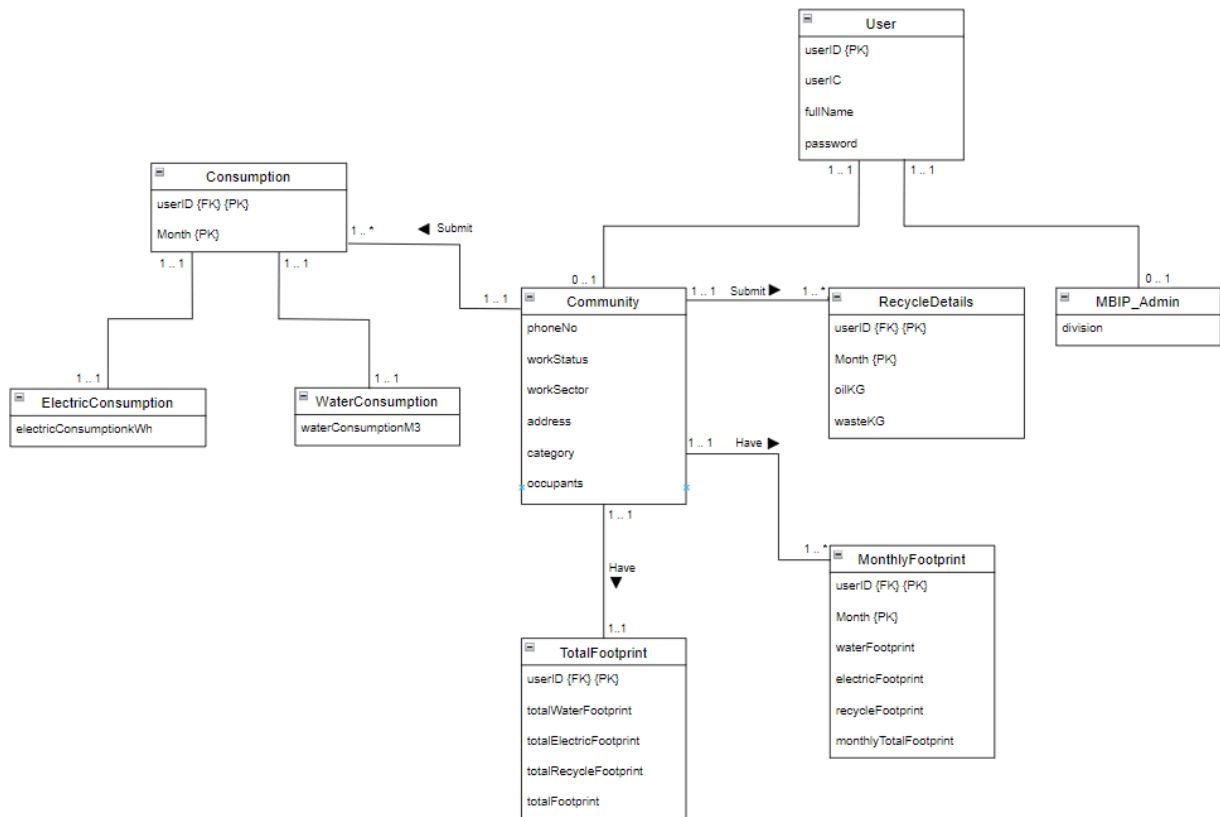 User
userID {PK}
userIC
fullName
password
1 .. 1
1 .. 1
Consumption
userID {FK} {PK}
Month {PK}
1 .. *
Submit
1 .. 1
1 .. 1
0 .. 1
0 .. 1
1 .. 1
Community
phoneNo
workStatus
workSector
address
category
occupants
1 .. 1
Submit
1 .. *
RecycleDetails
userID {FK} {PK}
Month {PK}
oilKG
wasteKG
MBIP_Admin
division
1 .. 1
1 .. 1
ElectricConsumption
electricConsumptionkWh
WaterConsumption
waterConsumptionM3
1 .. 1
Have
1 .. 1
1 .. *
MonthlyFootprint
userID {FK} {PK}
Month {PK}
waterFootprint
electricFootprint
recycleFootprint
monthlyTotalFootprint
Have
1..1
TotalFootprint
userID {FK} {PK}
totalWaterFootprint
totalElectricFootprint
totalRecycleFootprint
totalFootprint